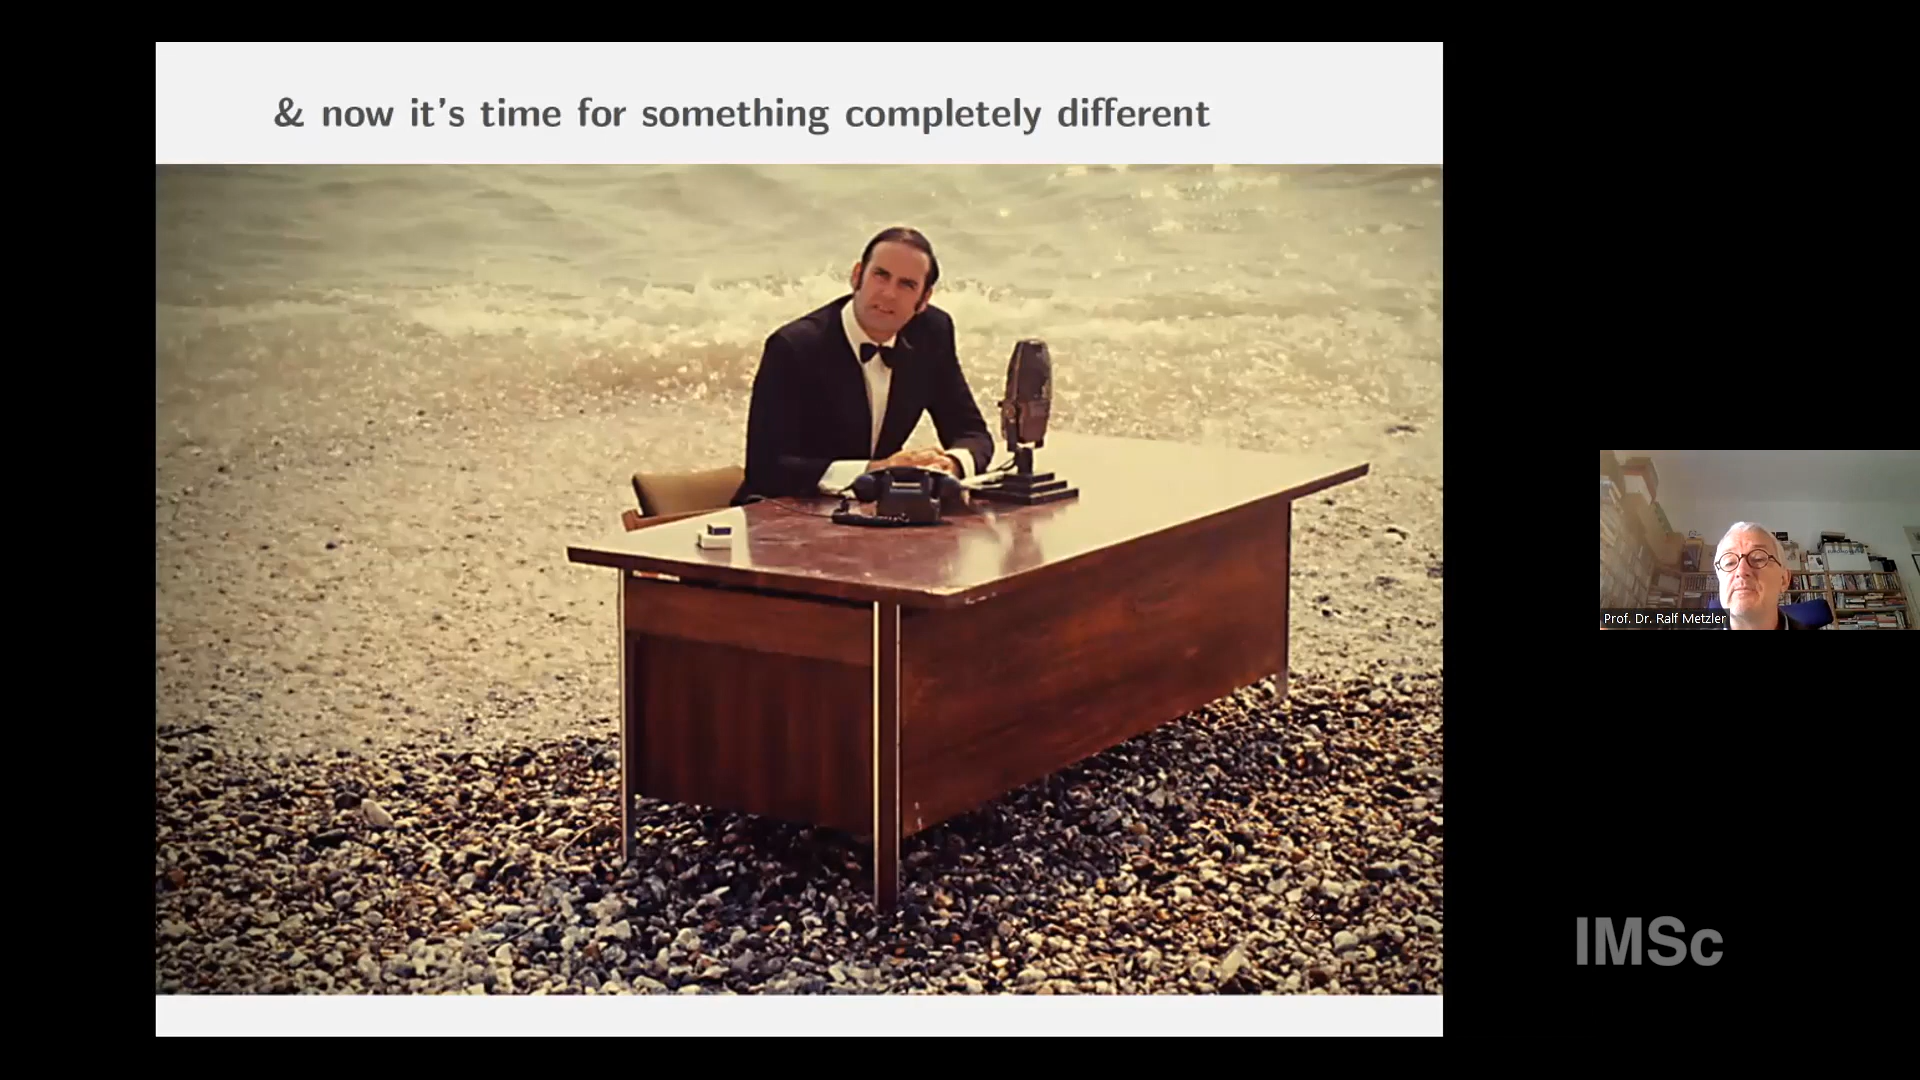 & now it's time for something completely different
Prof. Dr. Ralf Metzler
IMSc